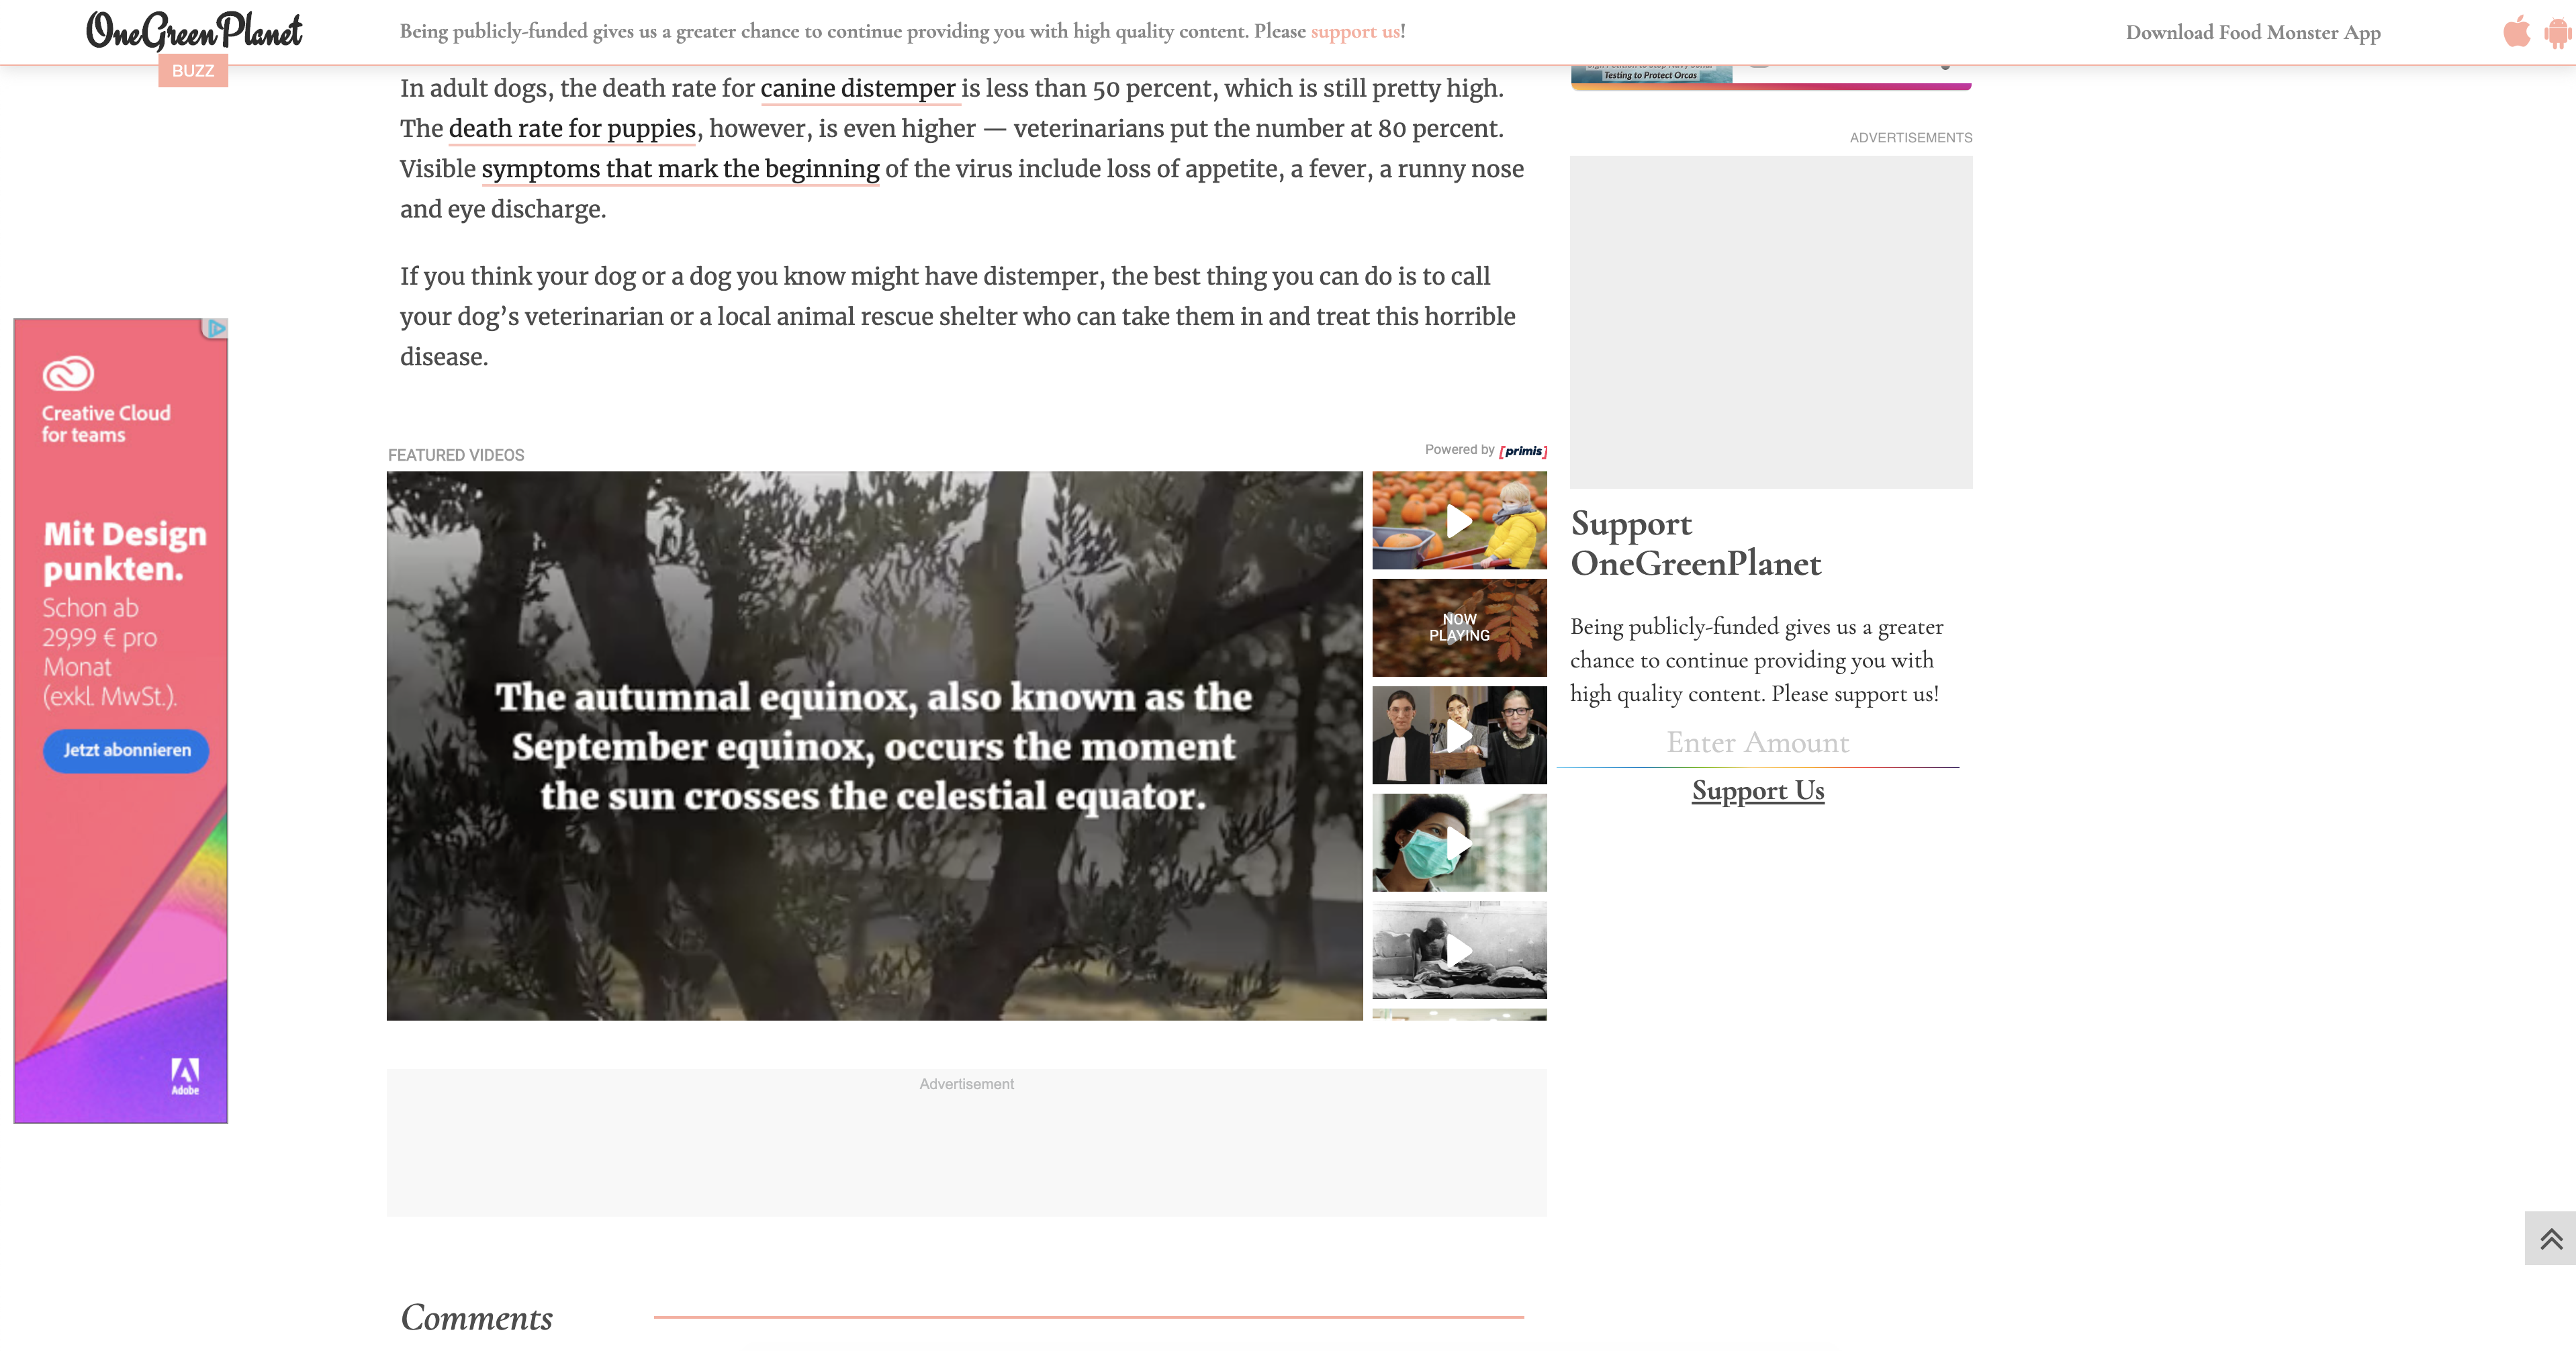 OneGreenPlanet
BUZZ
Being publicly-funded gives us a greater chance to continue providing you with high quality content. Please support us!
Download Food Monster App
In adult dogs, the death rate for canine distemper is less than 50 percent, which is still pretty high.
The death rate for puppies, however, is even higher — veterinarians put the number at 80 percent.
Visible symptoms that mark the beginning of the virus include loss of appetite, a fever, a runny nose
and eye discharge.
If you think your dog or a dog you know might have distemper, the best thing you can do is to call
your dog’s veterinarian or a local animal rescue shelter who can take them in and treat this horrible
disease.
Creative Cloud
for teams
Mit Design
punkten.
Schon ab
29,99 € pro
Monat
(exkl. MwSt.).
Jetzt abonnieren
Adobe
FEATURED VIDEOS
Powered by [primis]
The autumnal equinox, also known as the
September equinox, occurs the moment
the sun crosses the celestial equator.
NOW
PLAYING
Advertisement
Comments
Testing to Protect Orcas
ADVERTISEMENTS
Support
OneGreenPlanet
Being publicly-funded gives us a greater
chance to continue providing you with
high quality content. Please support us!
Enter Amount
Support Us